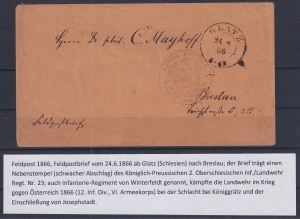 Herrn Dr. phil. C. Mayhoff
GLATZ
24 6
66
Breslau
Feldpostbrief
Feldpost 1866, Feldpostbrief vom 24.6.1866 ab Glatz (Schlesien) nach Breslau; der Brief trägt einen
Nebenstempel (schwacher Abschlag) des Königlich-Preussischen 2. Oberschlesischen Inf./Landwehr
Regt. Nr. 23; auch Infanterie-Regiment von Winterfeldt genannt, kämpfte die Landwehr im Krieg
gegen Österreich 1866 (12. Inf. Div., VI. Armeekorps) bei der Schlacht bei Königgrätz und der
Einschließung von Josephstadt.